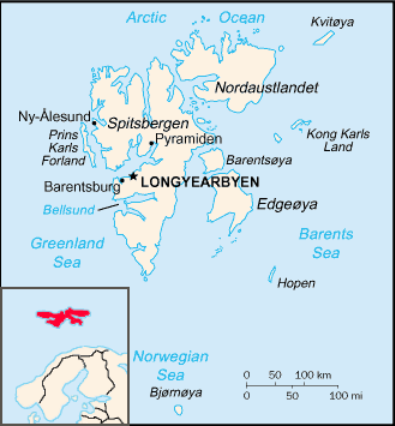 Arctic Ocean
Kvitøya
Nordaustlandet
Ny-Ålesund
Spitsbergen
Prins
Karls
Forland
Pyramiden
Kong Karls
Land
Barentsøya
Barentsburg
LONGYEARBYEN
Bellsund
Edgeøya
Greenland
Sea
Barents
Sea
Hopen
Norwegian
Sea
Bjørnøya
0 50 100 km
0 50 100 mi